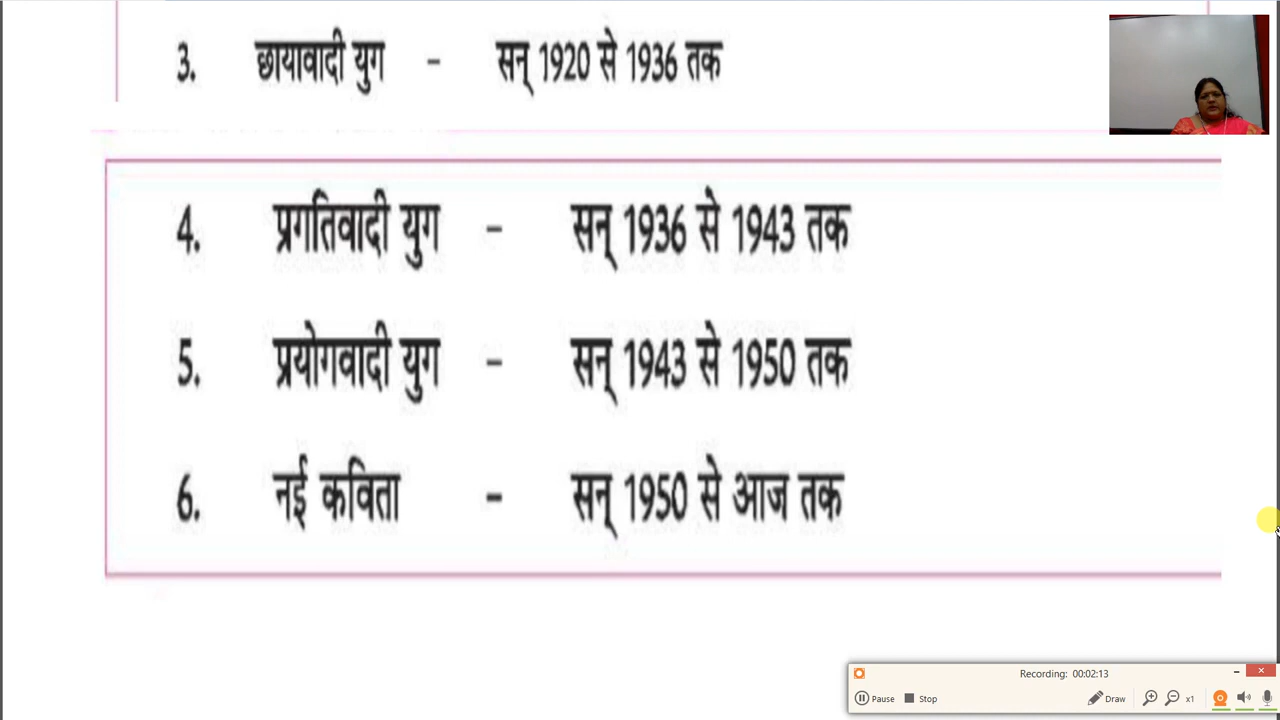 3. छायावादी युग - सन् 1920 से 1936 तक
4. प्रगतिवादी युग - सन् 1936 से 1943 तक
5. प्रयोगवादी युग - सन् 1943 से 1950 तक
6. नई कविता - सन् 1950 से आज तक
Recording: 00:02:13
Pause Stop Draw x1